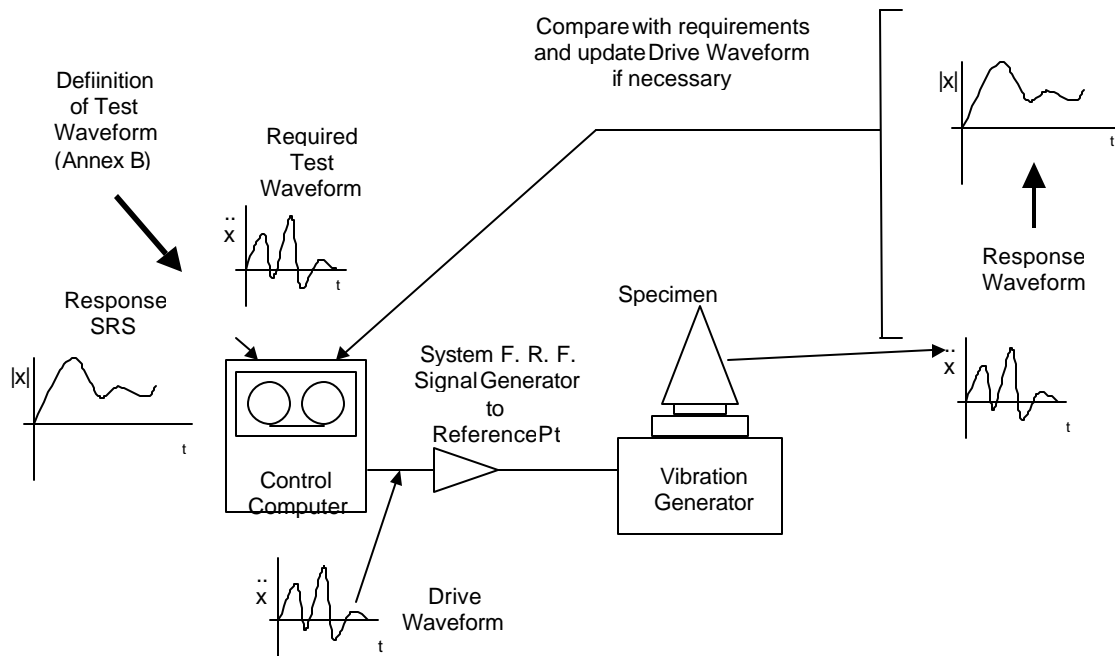 Compare with requirements
and update Drive Waveform
if necessary
Defiinition
of Test
Waveform
(Annex B)
Required
Test
Waveform
ẍ
t
|x|
t
Response
Waveform
Response
SRS
|x|
t
Specimen
System F. R. F.
Signal Generator
to
Reference Pt
ẍ
t
Control
Computer
Vibration
Generator
ẍ
t
Drive
Waveform